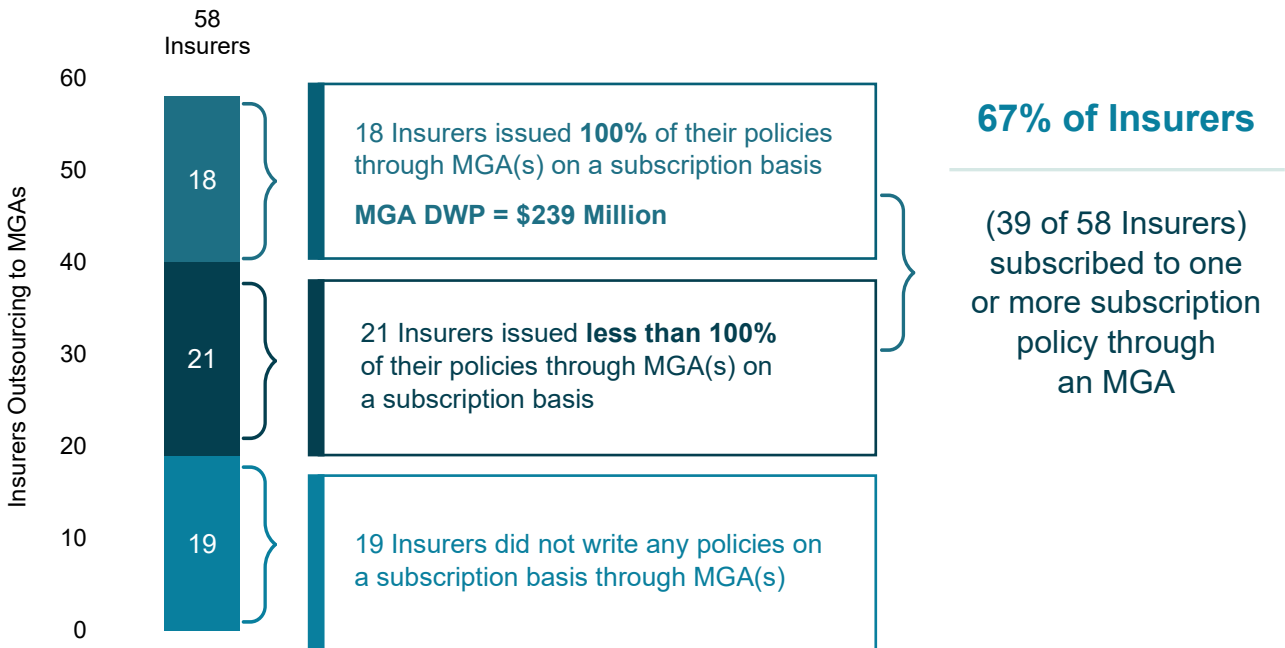 58
Insurers
60
50
40
30
20
10
0
Insurers Outsourcing to MGAs
18
21
19
18 Insurers issued 100% of their policies
through MGA(s) on a subscription basis
MGA DWP = $239 Million
21 Insurers issued less than 100%
of their policies through MGA(s) on
a subscription basis
19 Insurers did not write any policies on
a subscription basis through MGA(s)
67% of Insurers
(39 of 58 Insurers)
subscribed to one
or more subscription
policy through
an MGA